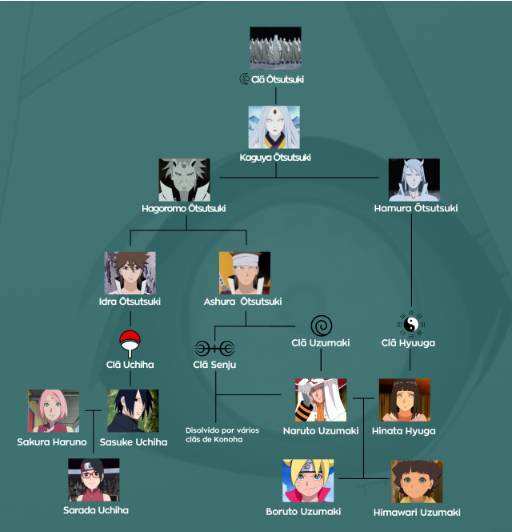 Clã Ōtsutsuki
Kaguya Ōtsutsuki
Hagoromo Ōtsutsuki
Hamura Ōtsutsuki
Idra Ōtsutsuki
Ashura Ōtsutsuki
Clã Uchiha
Clã Senju
Clã Uzumaki
Clã Hyuuga
Sakura Haruno
Sasuke Uchiha
Disolvido por vários
clãs de Konoha
Naruto Uzumaki
Hinata Hyuga
Sarada Uchiha
Boruto Uzumaki
Himawari Uzumaki